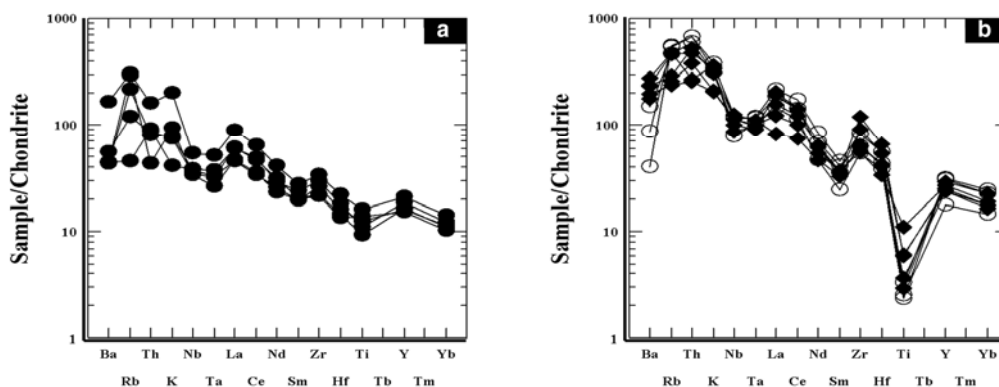 1000
a
100
10
1
Sample/Chondrite
Ba Th K Nb La Nd Zr Ti Y Yb
Rb K Ta Ce Sm Hf Tb Tm
1000
b
100
10
1
Sample/Chondrite
Ba Th Nb La Nd Zr Ti Y Yb
Rb K Ta Ce Sm Hf Tb Tm